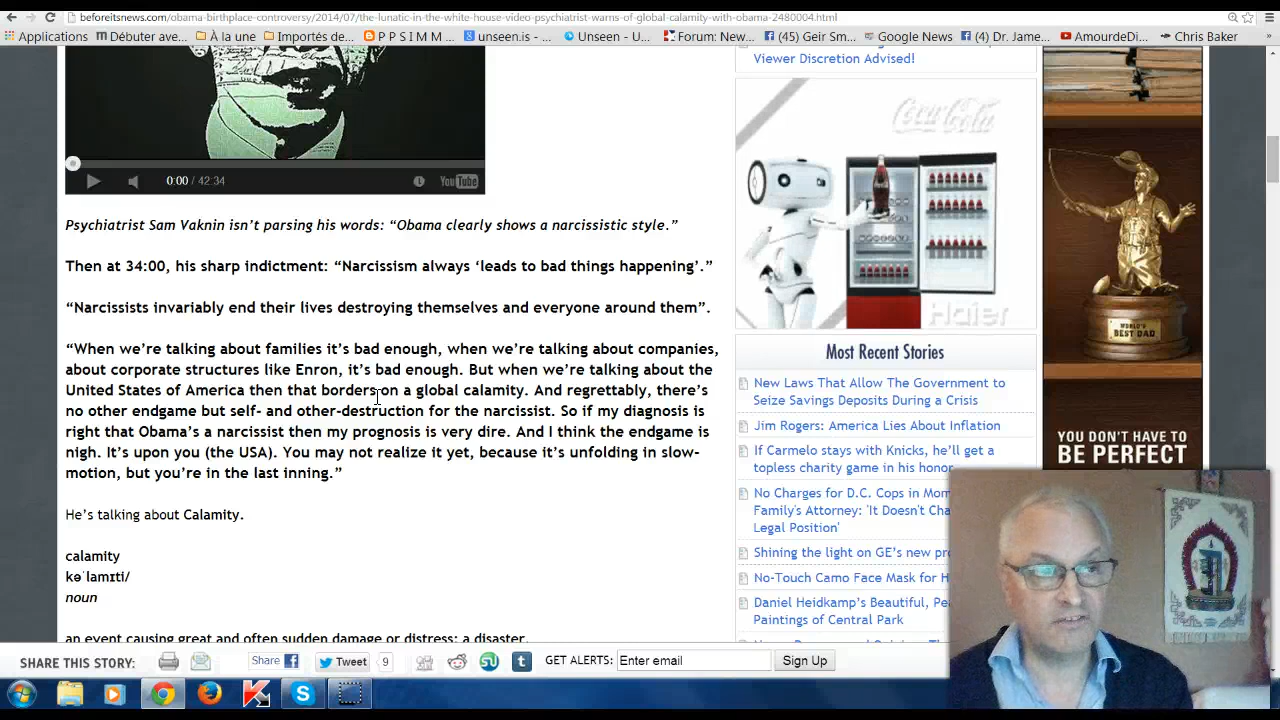 beforeitsnews.com/obama-birthplace-controversy/2014/07/the-lunatic-in-the-white-house-video-psychiatrist-warns-of-global-calamity-with-obama-2480004.html
Applications Début ave... À la une Importés de... P P S I M M ... unseen.is - ... Unseen - U... Forum: New... (45) Geir Sm... Google News (4) Dr. Jame... AmourdeDi... Chris Baker
Viewer Discretion Advised!
Coca-Cola
Haier
0:00 / 42:34
YouTube
Psychiatrist Sam Vaknin isn’t parsing his words: “Obama clearly shows a narcissistic style.”
Then at 34:00, his sharp indictment: “Narcissism always ‘leads to bad things happening’.”
“Narcissists invariably end their lives destroying themselves and everyone around them”.
“When we’re talking about families it’s bad enough, when we’re talking about companies,
about corporate structures like Enron, it’s bad enough. But when we’re talking about the
United States of America then that borders on a global calamity. And regrettably, there’s
no other endgame but self- and other-destruction for the narcissist. So if my diagnosis is
right that Obama’s a narcissist then my prognosis is very dire. And I think the endgame is
nigh. It’s upon you (the USA). You may not realize it yet, because it’s unfolding in slow-
motion, but you’re in the last inning.”
He’s talking about Calamity.
calamity
kəˈlamɪti/
noun
an event causing great and often sudden damage or distress; a disaster.
Most Recent Stories
New Laws That Allow The Government to
Seize Savings Deposits During a Crisis
Jim Rogers: America Lies About Inflation
If Carmelo stays with Knicks, he’ll get a
topless charity game in his honor
No Charges for D.C. Cops in Mom
Family’s Attorney: 'It Doesn't Cha
Legal Position'
Shining the light on GE’s new pro
No-Touch Camo Face Mask for H
Daniel Heidkamp’s Beautiful, Pe
Paintings of Central Park
WORLD'S
BEST DAD
YOU DON'T HAVE TO
BE PERFECT
SHARE THIS STORY: Share Tweet 9 GET ALERTS: Enter email Sign Up